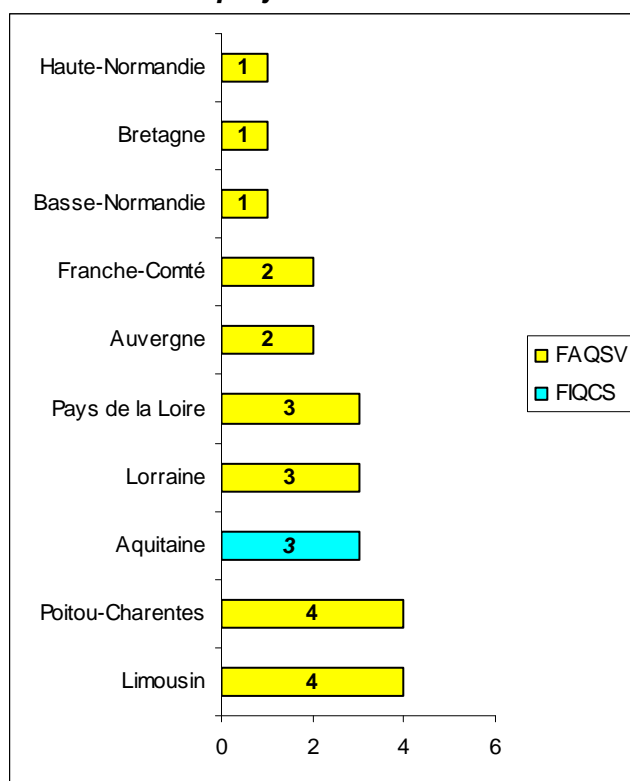 Haute-Normandie 1
Bretagne 1
Basse-Normandie 1
Franche-Comté 2
Auvergne 2
FAQSV
FIQCS
Pays de la Loire 3
Lorraine 3
Aquitaine 3
Poitou-Charentes 4
Limousin 4
0 2 4 6